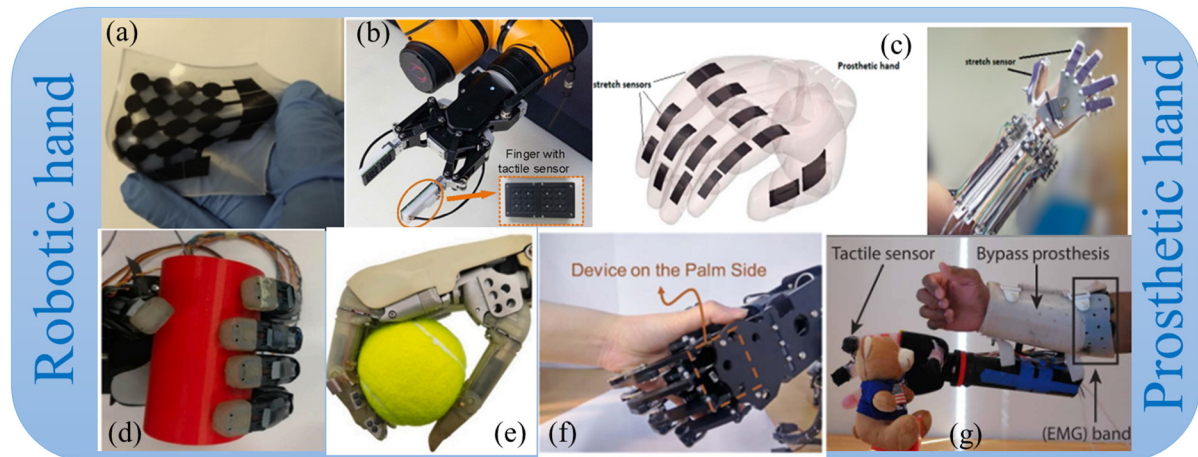 Robotic hand
(a)
(b)
Finger with
tactile sensor
stretch sensors
Prosthetic hand
(c)
stretch sensor
(d)
(e)
Device on the Palm Side
(f)
Tactile sensor
Bypass prosthesis
(EMG) band
(g)
Prosthetic hand